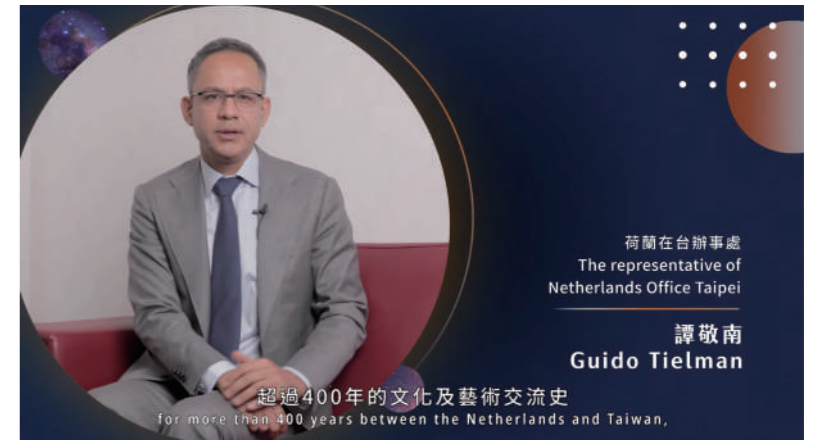 荷蘭在台辦事處
The representative of
Netherlands Office Taipei
譚敬南
Guido Tielman
超過400年的文化及藝術交流史
for more than 400 years between the Netherlands and Taiwan,